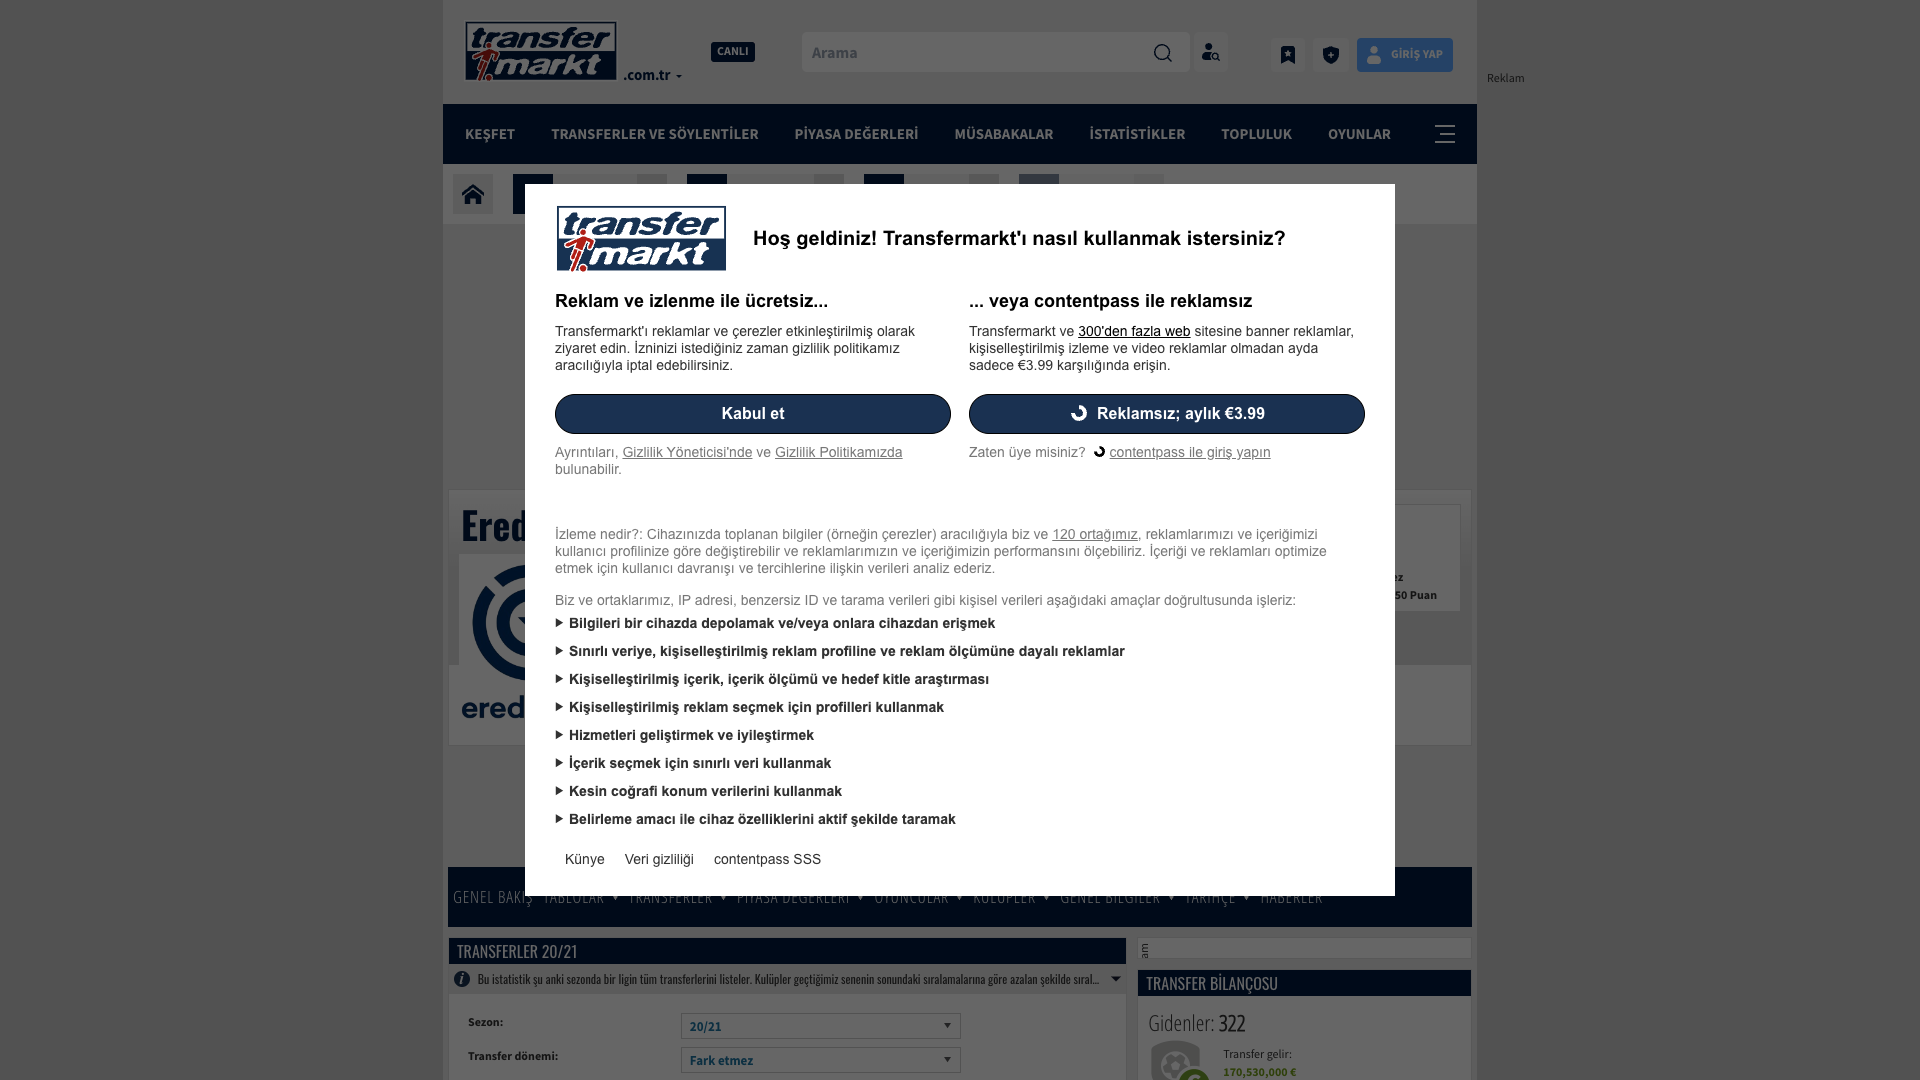 transfer
markt
.com.tr
CANLI
Arama
GİRİŞ YAP
Reklam
KEŞFET
TRANSFERLER VE SÖYLENTİLER
PİYASA DEĞERLERİ
MÜSABAKALAR
İSTATİSTİKLER
TOPLULUK
OYUNLAR
transfer
markt
Hoş geldiniz! Transfermarkt'ı nasıl kullanmak istersiniz?
Reklam ve izlenme ile ücretsiz...
Transfermarkt'ı reklamlar ve çerezler etkinleştirilmiş olarak
ziyaret edin. İzninizi istediğiniz zaman gizlilik politikamız
aracılığıyla iptal edebilirsiniz.
Kabul et
Ayrıntıları, Gizlilik Yöneticisi'nde ve Gizlilik Politikamızda
bulunabilir.
... veya contentpass ile reklamsız
Transfermarkt ve 300'den fazla web sitesine banner reklamlar,
kişiselleştirilmiş izleme ve video reklamlar olmadan ayda
sadece €3.99 karşılığında erişin.
Reklamsız; aylık €3.99
Zaten üye misiniz? contentpass ile giriş yapın
İzleme nedir?: Cihazınızda toplanan bilgiler (örneğin çerezler) aracılığıyla biz ve 120 ortağımız, reklamlarımızı ve içeriğimizi
kullanıcı profilinize göre değiştirebilir ve reklamlarımızın ve içeriğimizin performansını ölçebiliriz. İçeriği ve reklamları optimize
etmek için kullanıcı davranışı ve tercihlerine ilişkin verileri analiz ederiz.
Biz ve ortaklarımız, IP adresi, benzersiz ID ve tarama verileri gibi kişisel verileri aşağıdaki amaçlar doğrultusunda işleriz:
Bilgileri bir cihazda depolamak ve/veya onlara cihazdan erişmek
Sınırlı veriye, kişiselleştirilmiş reklam profiline ve reklam ölçümüne dayalı reklamlar
Kişiselleştirilmiş içerik, içerik ölçümü ve hedef kitle araştırması
Kişiselleştirilmiş reklam seçmek için profilleri kullanmak
Hizmetleri geliştirmek ve iyileştirmek
İçerik seçmek için sınırlı veri kullanmak
Kesin coğrafi konum verilerini kullanmak
Belirleme amacı ile cihaz özelliklerini aktif şekilde taramak
Künye
Veri gizliliği
contentpass SSS
Ered
ered
ez
50 Puan
GENEL BAKIŞ TABLOLAR TRANSFERLER PİYASA DEĞERLERİ OYUNCULAR KULÜPLER GENEL BİLGİLER TARİHÇE HABERLER
TRANSFERLER 20/21
Bu istatistik şu anki sezonda bir ligin tüm transferlerini listeler. Kulüpler geçtiğimiz senenin sonundaki sıralamalarına göre azalan şekilde sıral...
Sezon:
20/21
Transfer dönemi:
Fark etmez
am
TRANSFER BİLANÇOSU
Gidenler: 322
Transfer gelir:
170,530,000 €